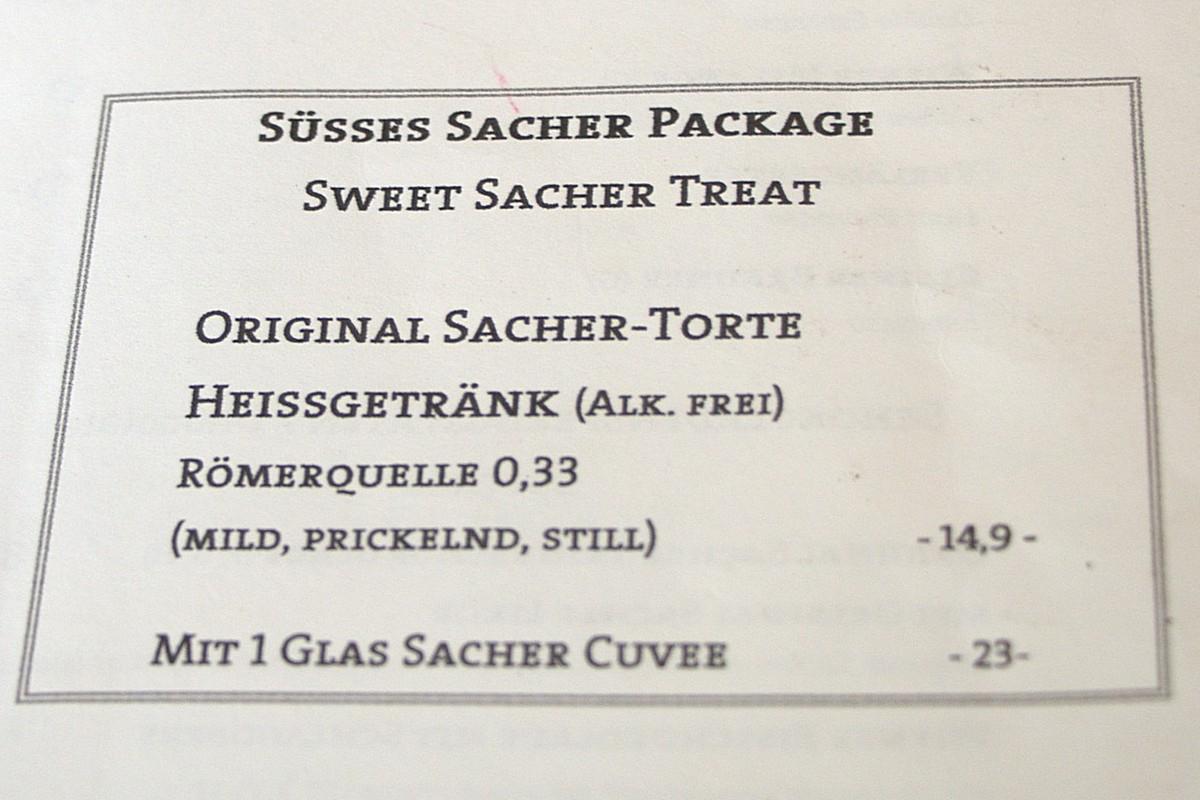 SÜSSES SACHER PACKAGE
SWEET SACHER TREAT
ORIGINAL SACHER-TORTE
HEISSGETRÄNK (ALK. FREI)
RÖMERQUELLE 0,33
(MILD, PRICKELND, STILL) - 14,9 -
MIT 1 GLAS SACHER CUVEE - 23-